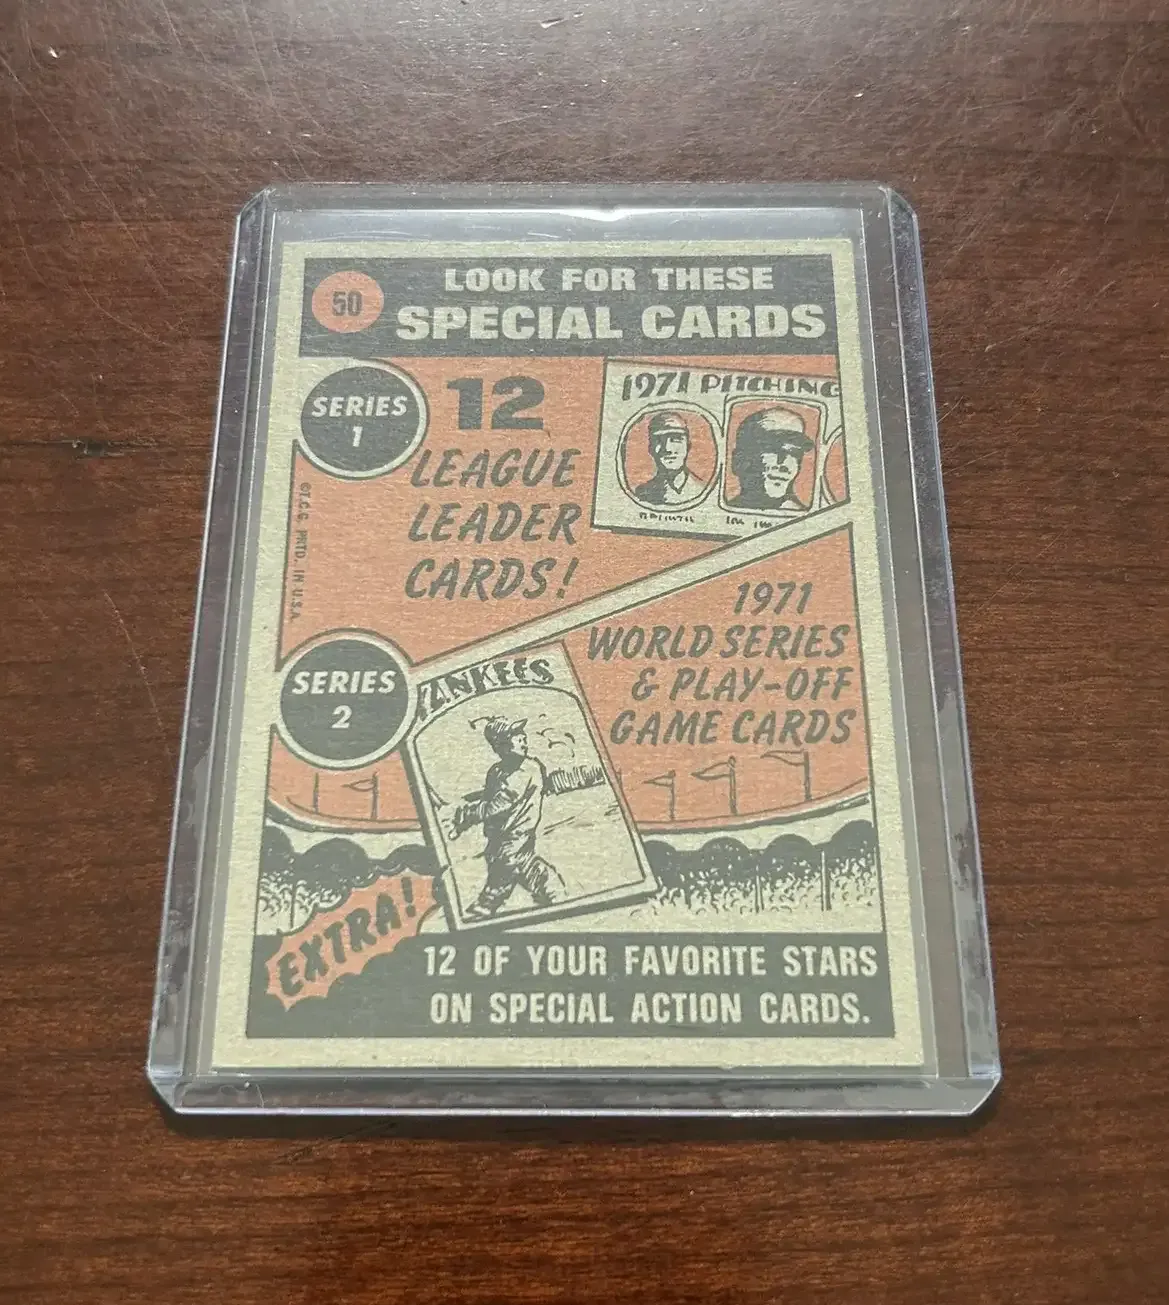 50
LOOK FOR THESE
SPECIAL CARDS
SERIES
1
12
LEAGUE
LEADER
CARDS!
1971 PITCHING
©T.C.G. PRTD. IN U.S.A.
1971
WORLD SERIES
& PLAY-OFF
GAME CARDS
SERIES
2
YANKEES
EXTRA!
12 OF YOUR FAVORITE STARS
ON SPECIAL ACTION CARDS.